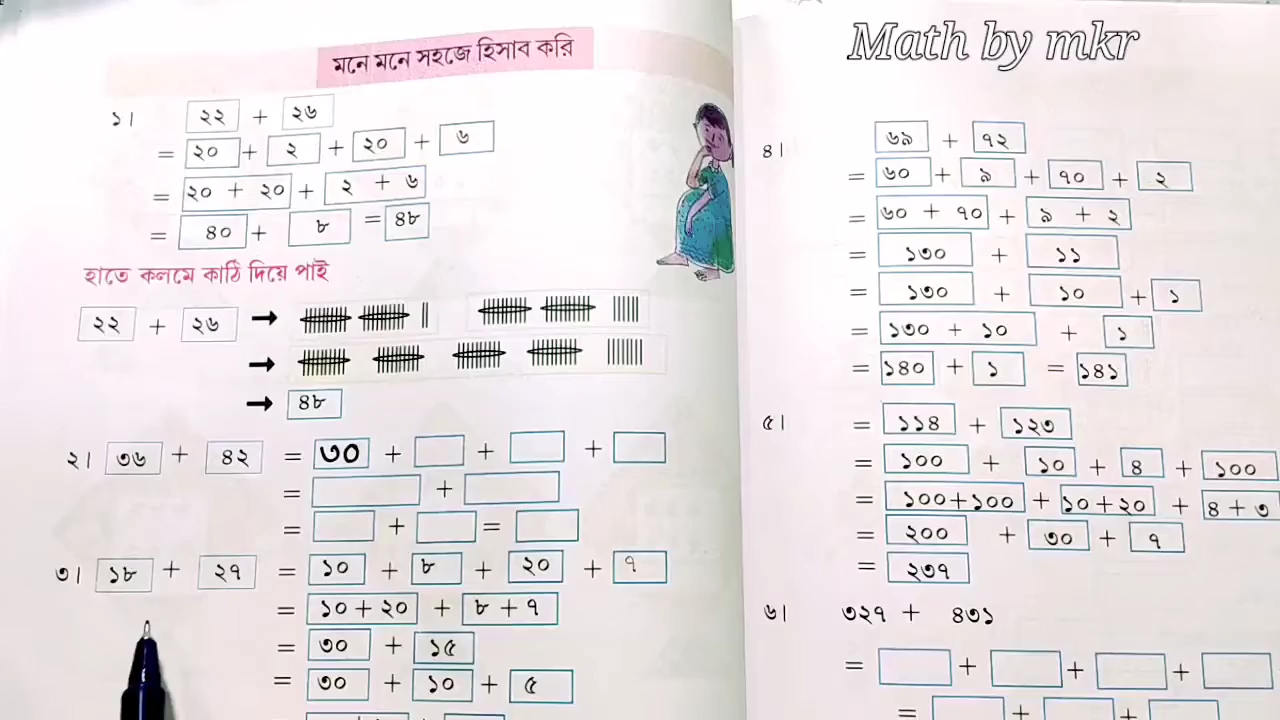 মনে মনে সহজে হিসাব করি
১। ২২ + ২৬
= ২০ + ২ + ২০ + ৬
= ২০ + ২০ + ২ + ৬
= ৪০ + ৮ = ৪৮
হাতে কলমে কাঠি দিয়ে পাই
২২ + ২৬ →
→
→ ৪৮
২। ৩৬ + ৪২ = ৩০ + + +
= +
= + =
৩। ১৮ + ২৭ = ১০ + ৮ + ২০ + ৭
= ১০ + ২০ + ৮ + ৭
= ৩০ + ১৫
= ৩০ + ১০ + ৫
Math by mkr
৪। ৬৯ + ৭২
= ৬০ + ৯ + ৭০ + ২
= ৬০ + ৭০ + ৯ + ২
= ১৩০ + ১১
= ১৩০ + ১০ + ১
= ১৩০ + ১০ + ১
= ১৪০ + ১ = ১৪১
৫। = ১১৪ + ১২৩
= ১০০ + ১০ + ৪ + ১০০
= ১০০+১০০ + ১০+২০ + ৪+৩
= ২০০ + ৩০ + ৭
= ২৩৭
৬। ৩২৭ + ৪৩১
= + + +
= + +